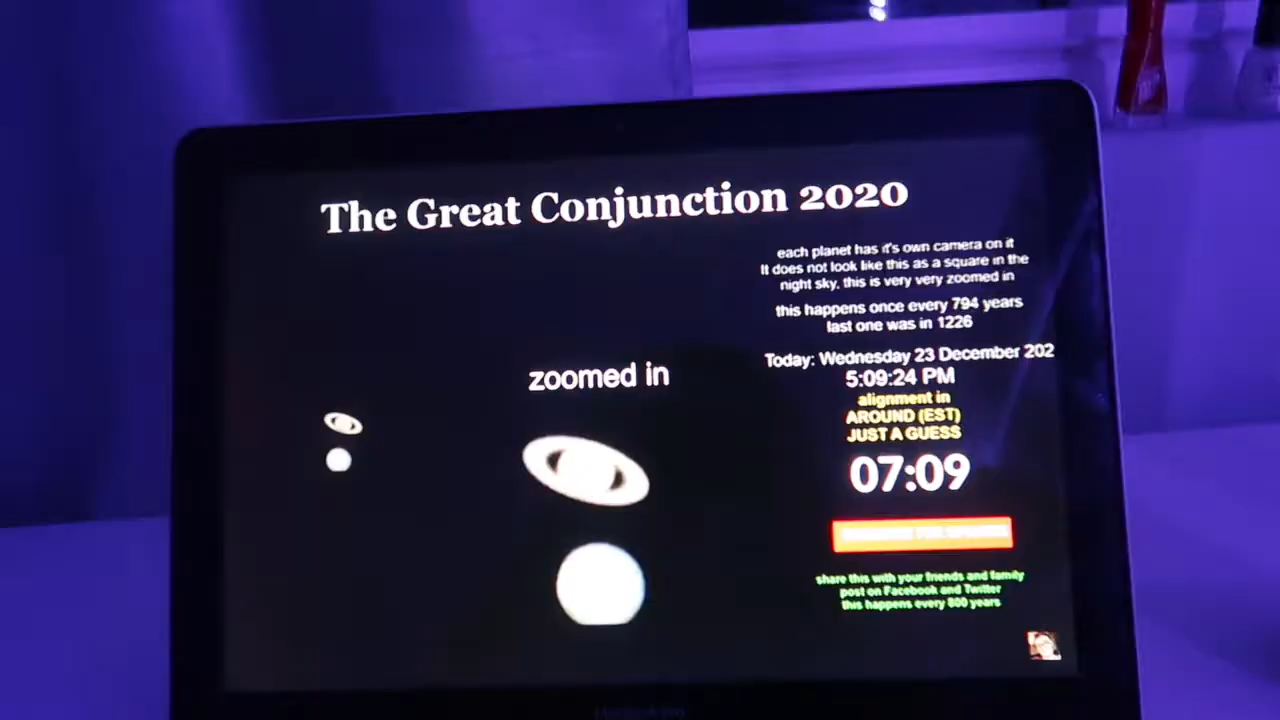 The Great Conjunction 2020
each planet has it's own camera on it
It does not look like this as a square in the
night sky, this is very very zoomed in
this happens once every 794 years
last one was in 1226
Today: Wednesday 23 December 202
5:09:24 PM
zoomed in
alignment in
AROUND (EST)
JUST A GUESS
07:09
share this with your friends and family
post on Facebook and Twitter
this happens every 800 years